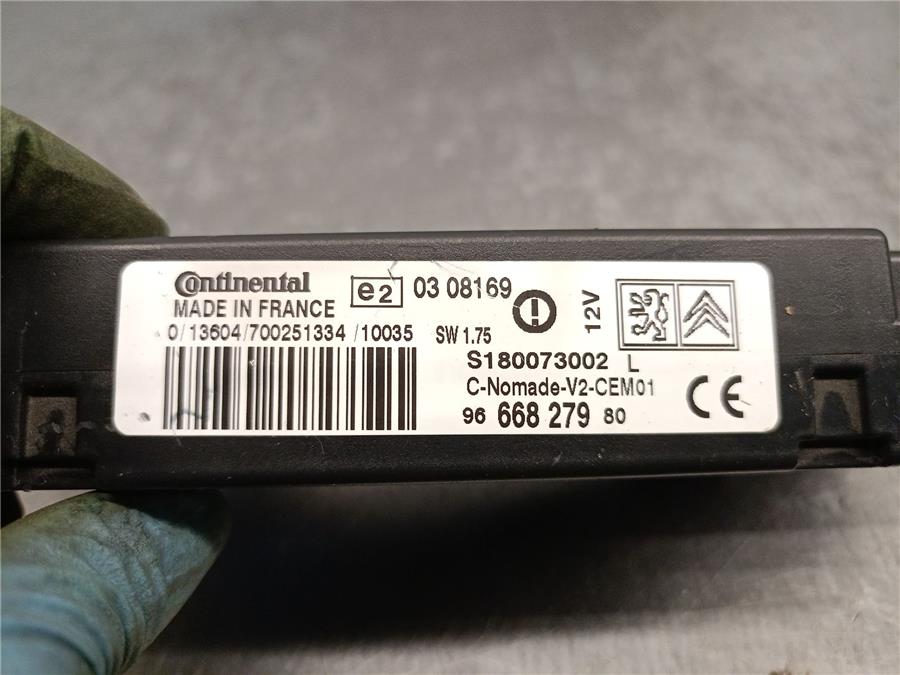 Continental
MADE IN FRANCE
e2 03 08169
12V
0/13604/700251334/10035 SW 1.75
S180073002 L
C-Nomade-V2-CEM01
96 668 279 80
CE